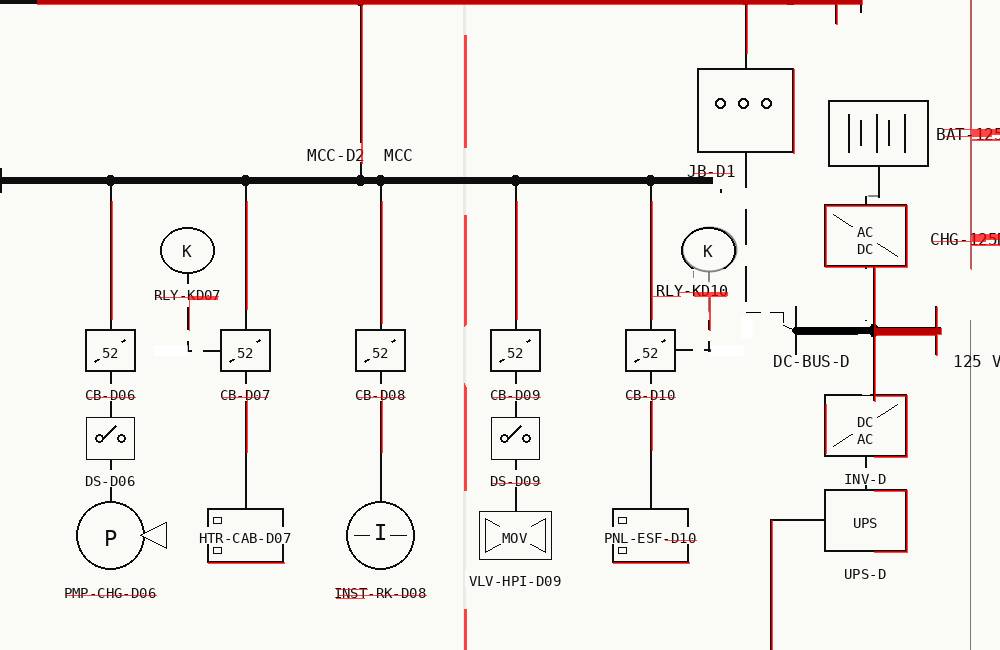 MCC-D2 MCC
JB-D1
BAT-125
K
K
AC
DC
CHG-125
RLY-KD07
RLY-KD10
52
52
52
52
52
DC-BUS-D
125 V
CB-D06
CB-D07
CB-D08
CB-D09
CB-D10
DC
AC
DS-D06
DS-D09
INV-D
P
HTR-CAB-D07
I
MOV
PNL-ESF-D10
UPS
VLV-HPI-D09
UPS-D
PMP-CHG-D06
INST-RK-D08